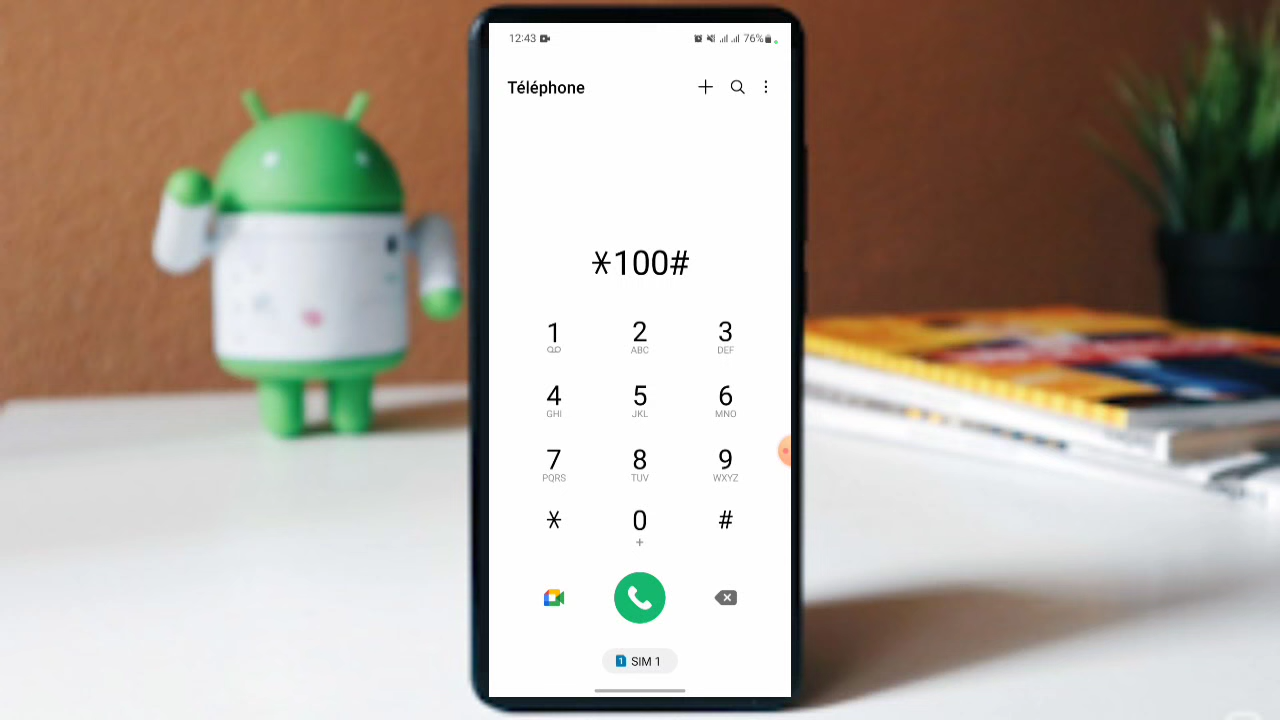 12:43 76%
Téléphone
*100#
1 2 3
ABC DEF
4 5 6
GHI JKL MNO
7 8 9
PQRS TUV WXYZ
* 0 #
+
1 SIM 1